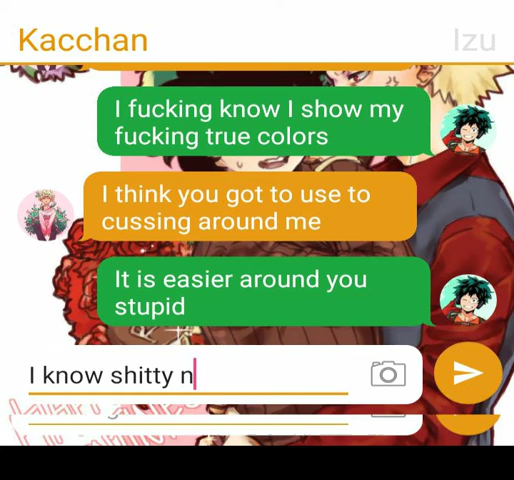 Kacchan
Izu
I fucking know I show my
fucking true colors
I think you got to use to
cussing around me
It is easier around you
stupid
I know shitty n